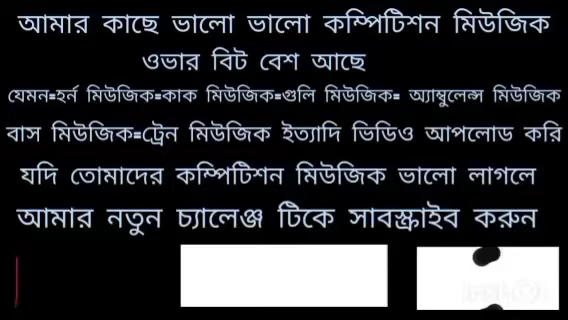 আমার কাছে ভালো ভালো কম্পিটিশন মিউজিক
ওভার বিট বেশ আছে
যেমন=হর্ন মিউজিক=কাক মিউজিক=গুলি মিউজিক= অ্যাম্বুলেন্স মিউজিক
বাস মিউজিক=ট্রেন মিউজিক ইত্যাদি ভিডিও আপলোড করি
যদি তোমাদের কম্পিটিশন মিউজিক ভালো লাগলে
আমার নতুন চ্যালেঞ্জ টিকে সাবস্ক্রাইব করুন